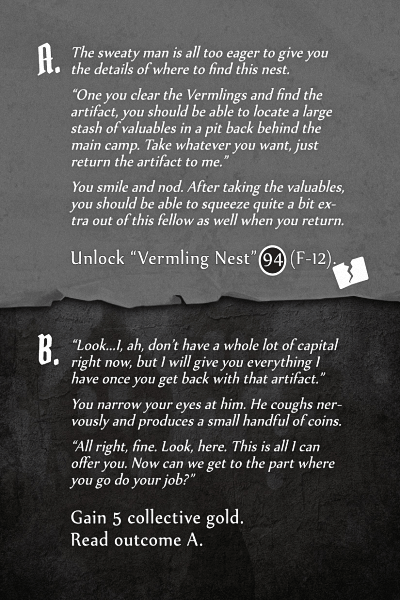 A.
The sweaty man is all too eager to give you
the details of where to find this nest.
“One you clear the Vermlings and find the
artifact, you should be able to locate a large
stash of valuables in a pit back behind the
main camp. Take whatever you want, just
return the artifact to me.”
You smile and nod. After taking the valuables,
you should be able to squeeze quite a bit ex-
tra out of this fellow as well when you return.
Unlock “Vermling Nest” 94 (F-12).
B.
“Look...I, ah, don’t have a whole lot of capital
right now, but I will give you everything I
have once you get back with that artifact.”
You narrow your eyes at him. He coughs ner-
vously and produces a small handful of coins.
“All right, fine. Look, here. This is all I can
offer you. Now can we get to the part where
you go do your job?”
Gain 5 collective gold.
Read outcome A.